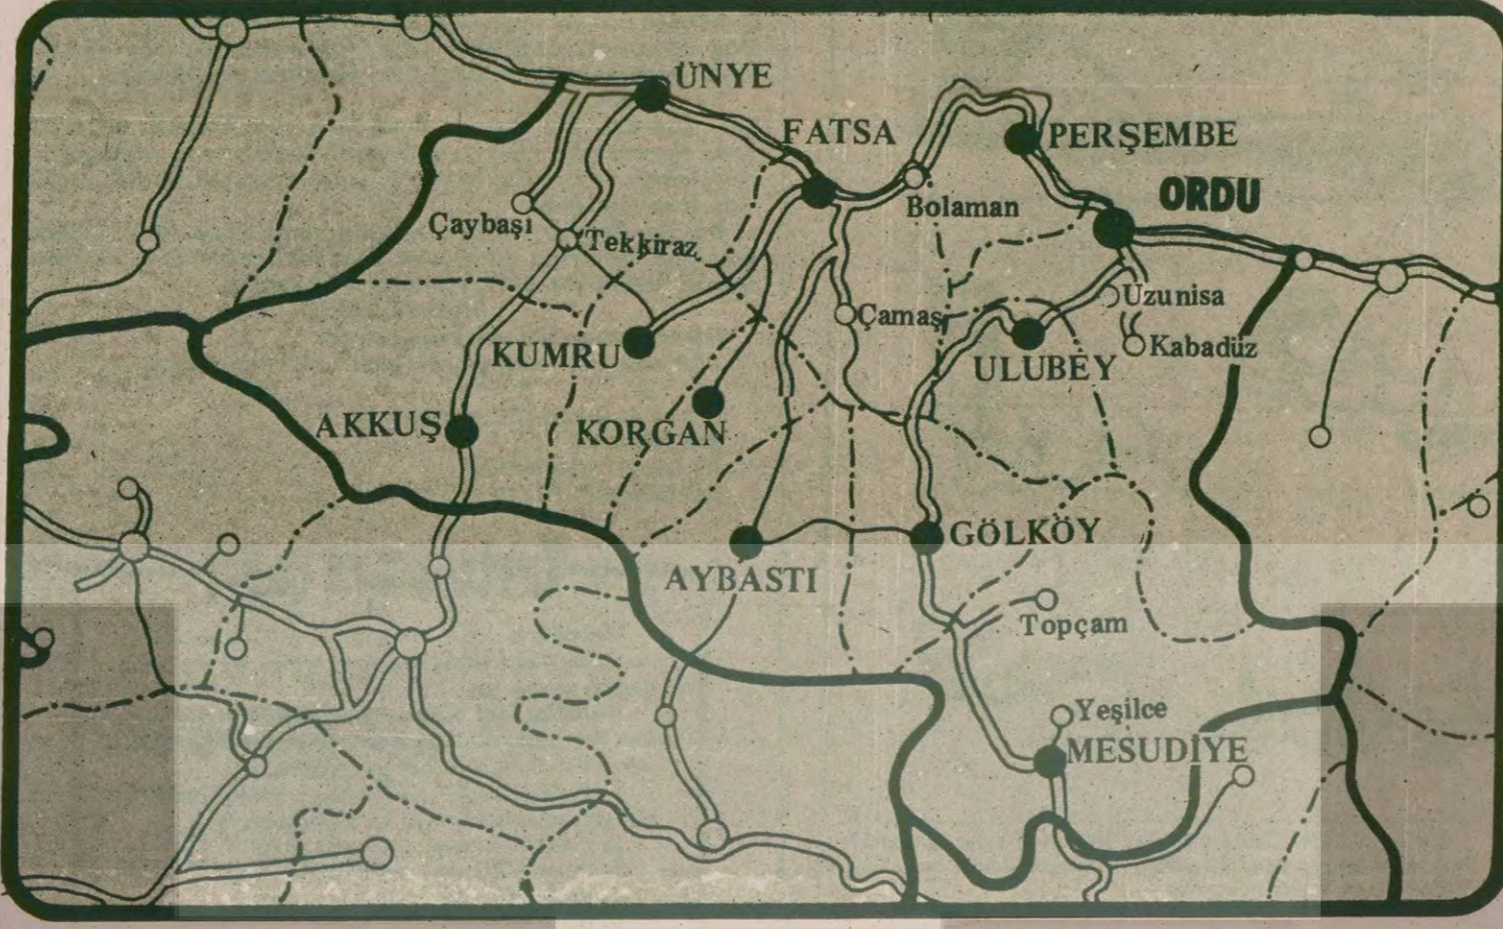 ÜNYE
FATSA
PERŞEMBE
ORDU
Bolaman
Çaybaşı
Tekkiraz
Uzunisa
Çamaş
Kabadüz
KUMRU
ULUBEY
AKKUŞ
KORGAN
GÖLKÖY
AYBASTI
Topçam
Yeşilce
MESUDİYE